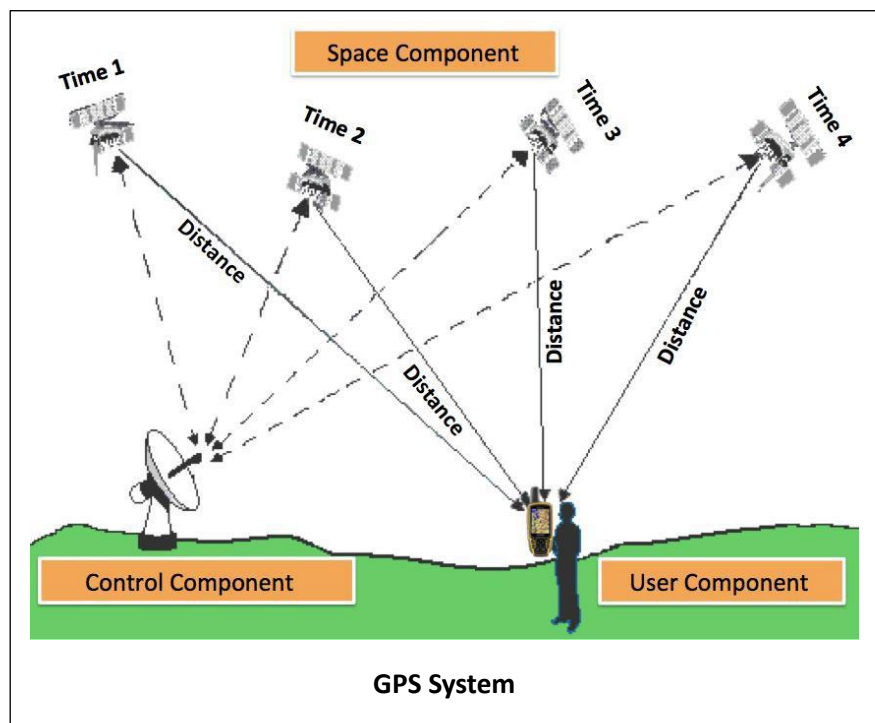 Space Component
Time 1
Time 2
Time 3
Time 4
Distance
Distance
Distance
Distance
Control Component
User Component
GPS System